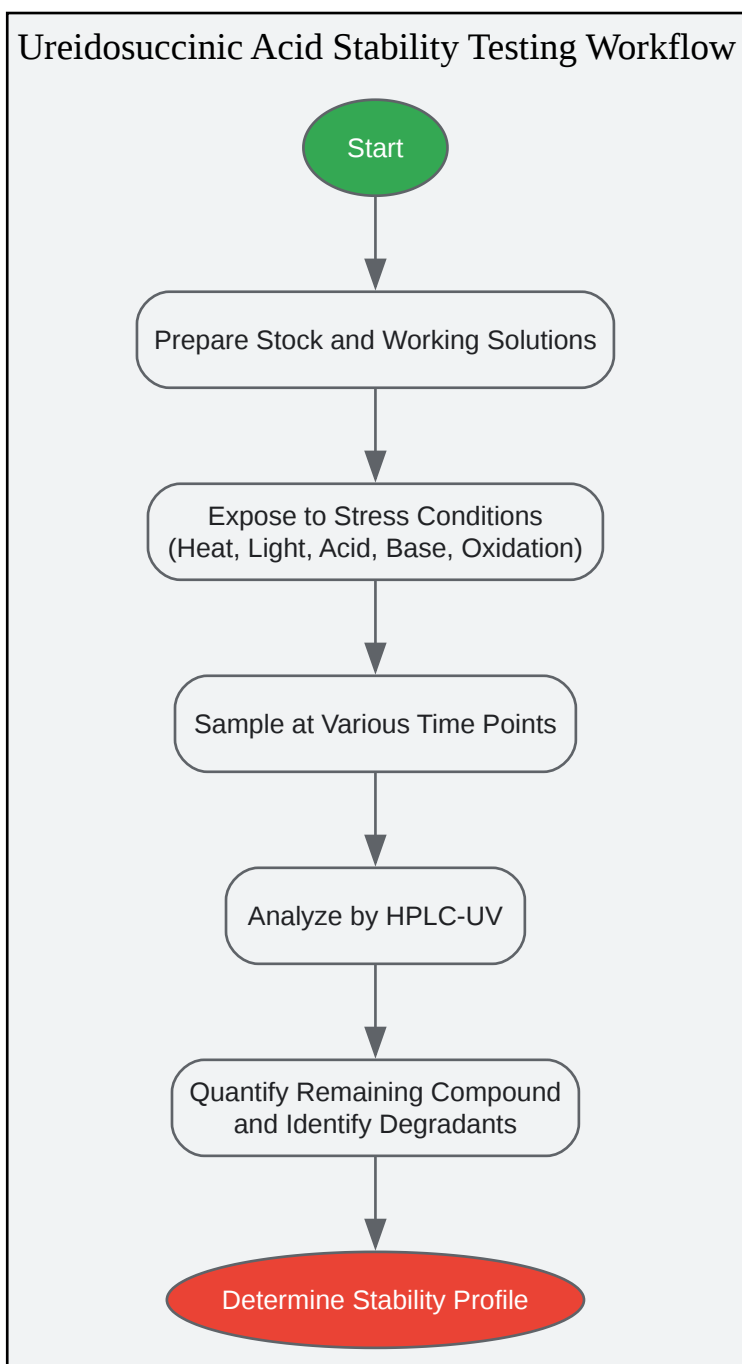 Ureidosuccinic Acid Stability Testing Workflow
Start
Prepare Stock and Working Solutions
Expose to Stress Conditions
(Heat, Light, Acid, Base, Oxidation)
Sample at Various Time Points
Analyze by HPLC-UV
Quantify Remaining Compound
and Identify Degradants
Determine Stability Profile